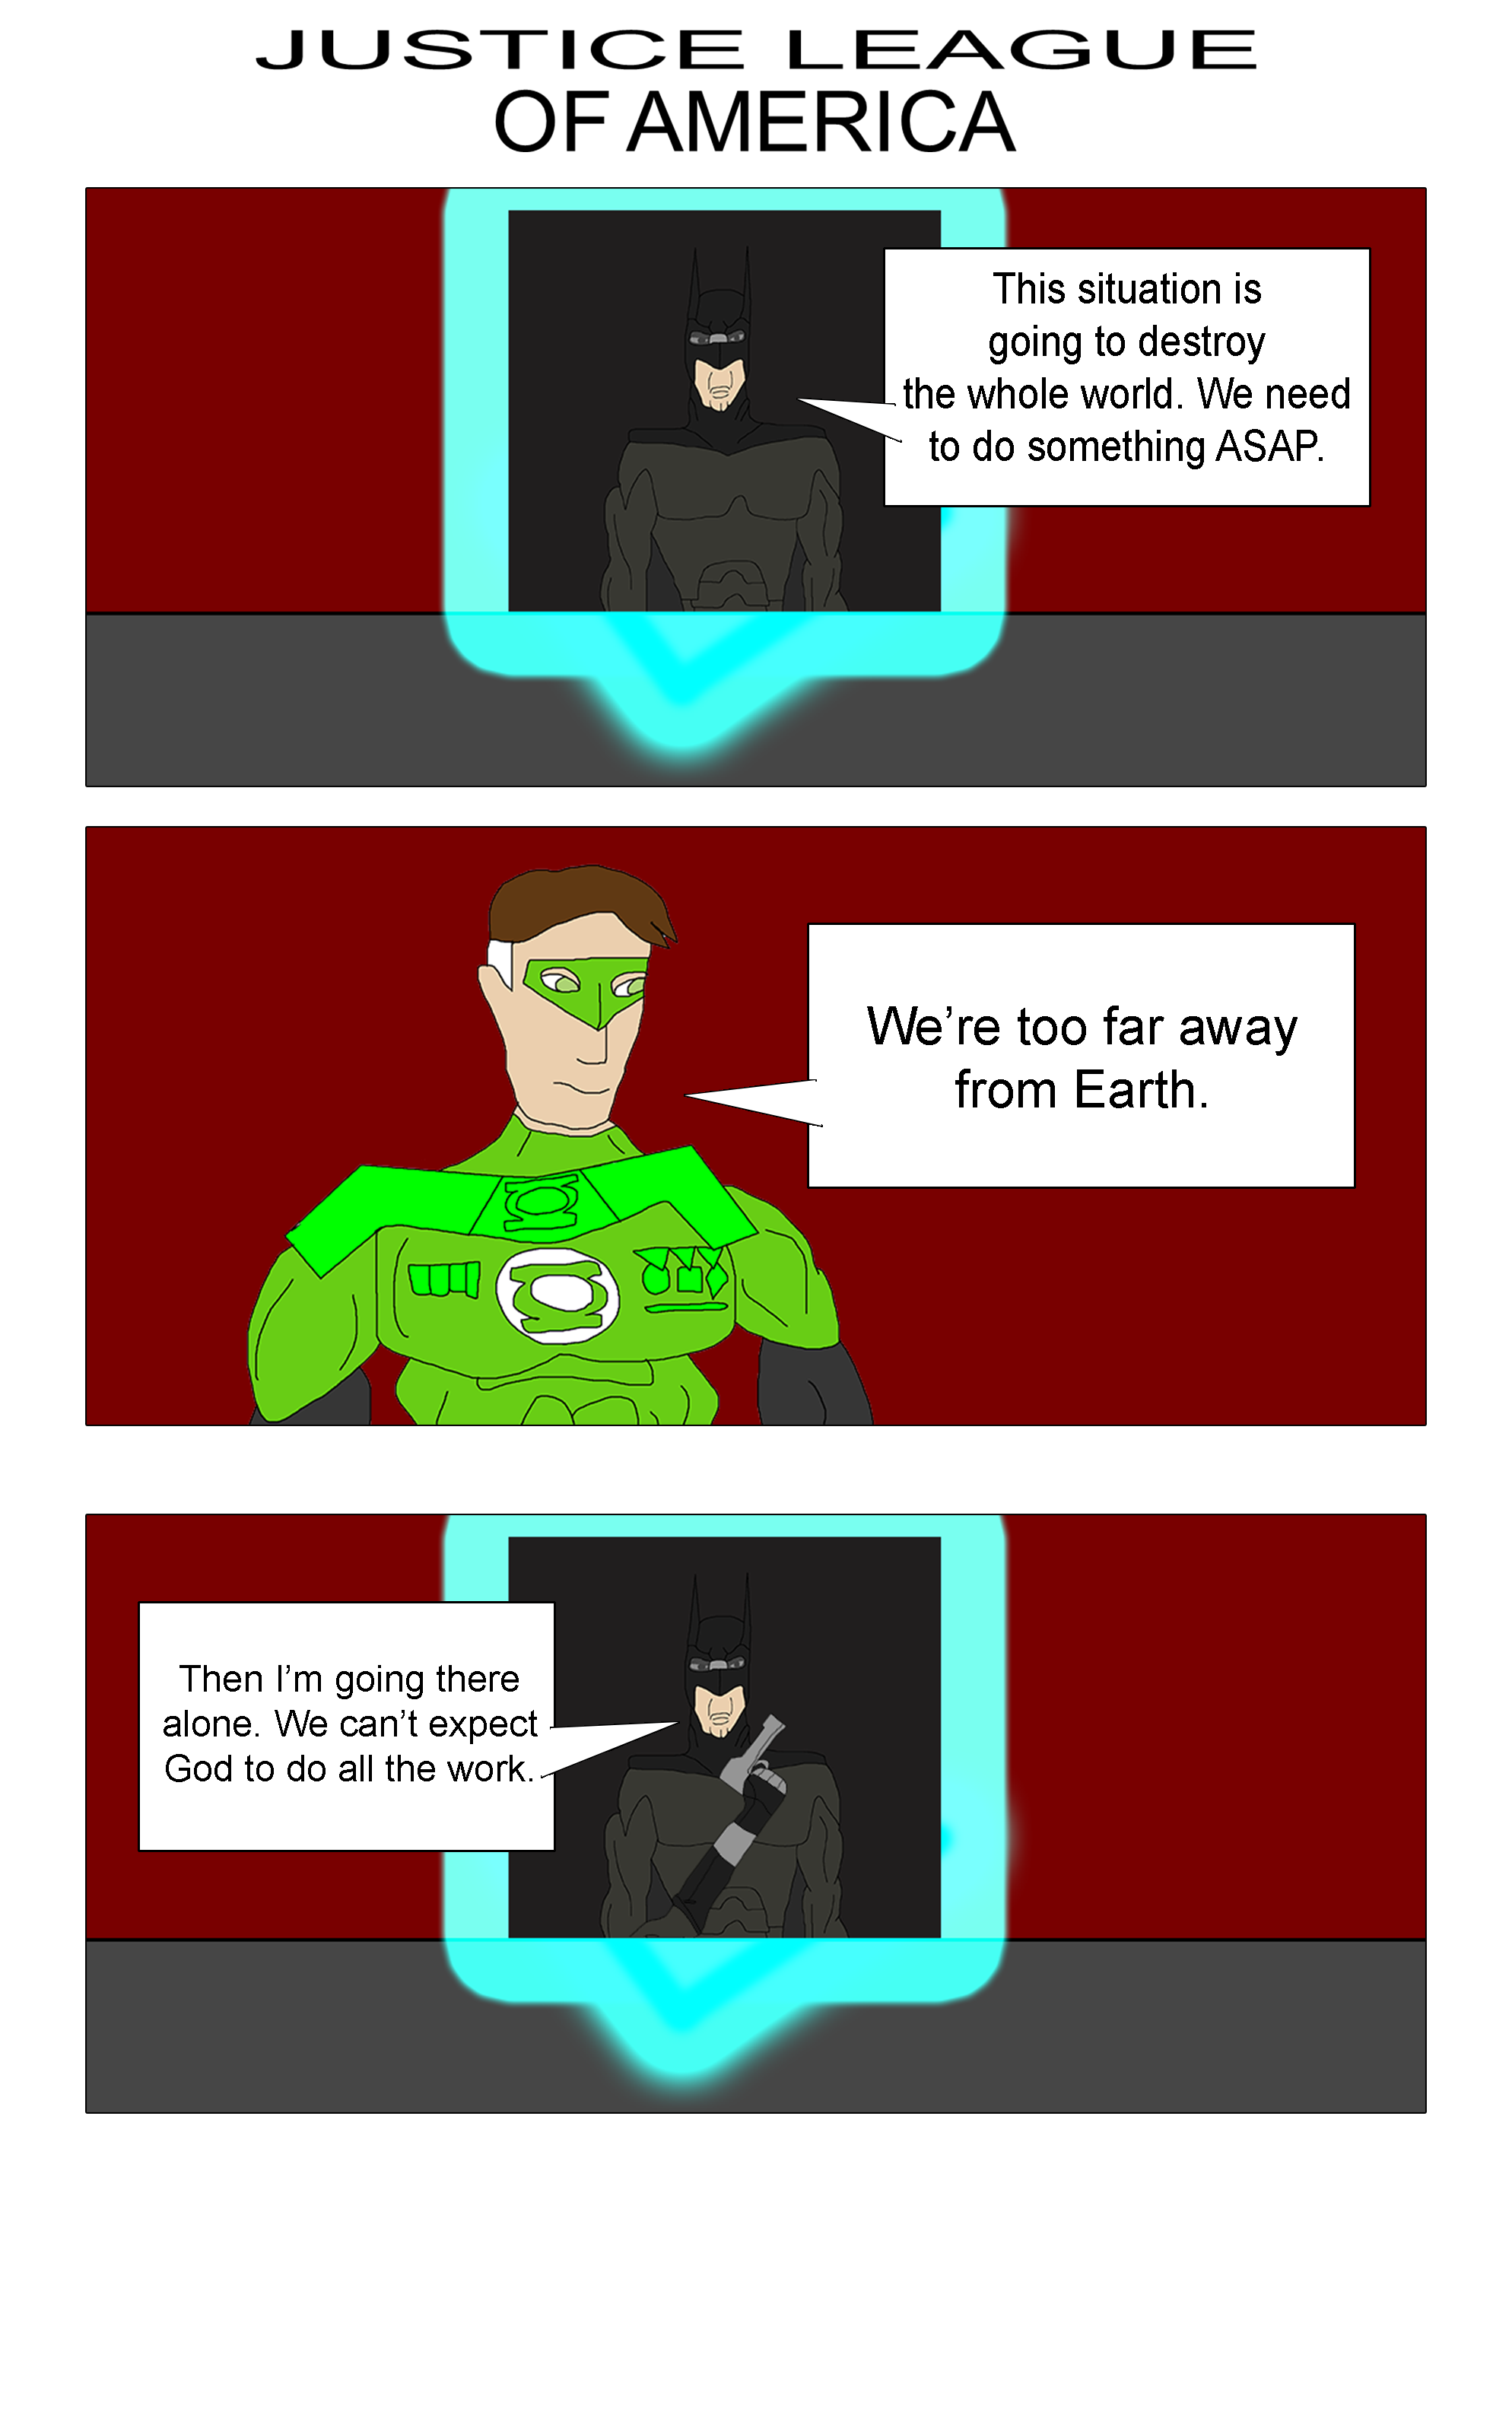 JUSTICE LEAGUE
OF AMERICA
This situation is
going to destroy
the whole world. We need
to do something ASAP.
We’re too far away
from Earth.
Then I’m going there
alone. We can’t expect
God to do all the work.